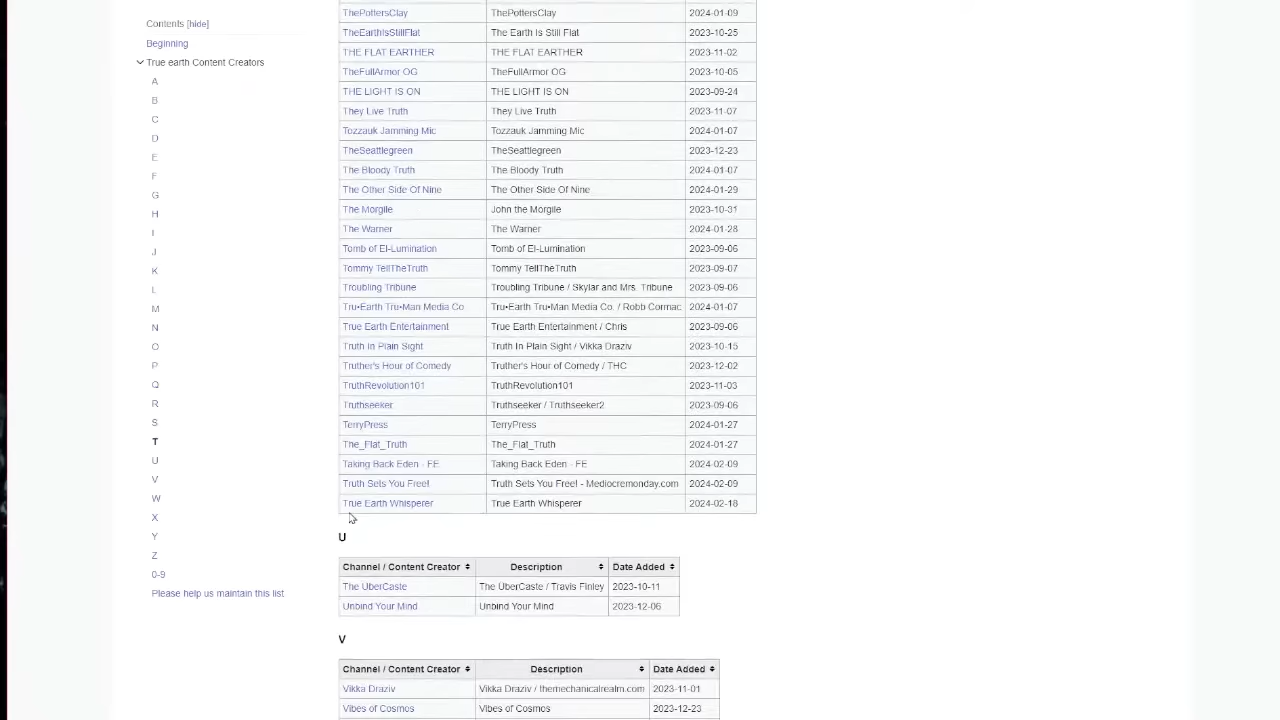 Contents [hide]
Beginning
True earth Content Creators
A
B
C
D
E
F
G
H
I
J
K
L
M
N
O
P
Q
R
S
T
U
V
W
X
Y
Z
0-9
Please help us maintain this list
ThePottersClay ThePottersClay 2024-01-09
TheEarthIsStillFlat The Earth Is Still Flat 2023-10-25
THE FLAT EARTHER THE FLAT EARTHER 2023-11-02
TheFullArmor OG TheFullArmor OG 2023-10-05
THE LIGHT IS ON THE LIGHT IS ON 2023-09-24
They Live Truth They Live Truth 2023-11-07
Tozzauk Jamming Mic Tozzauk Jamming Mic 2024-01-07
TheSeattlegreen TheSeattlegreen 2023-12-23
The Bloody Truth The Bloody Truth 2024-01-07
The Other Side Of Nine The Other Side Of Nine 2024-01-29
The Morgile John the Morgile 2023-10-31
The Warner The Warner 2024-01-28
Tomb of El-Lumination Tomb of El-Lumination 2023-09-06
Tommy TellTheTruth Tommy TellTheTruth 2023-09-07
Troubling Tribune Troubling Tribune / Skylar and Mrs. Tribune 2023-09-06
Tru•Earth Tru•Man Media Co Tru•Earth Tru•Man Media Co. / Robb Cormac 2024-01-07
True Earth Entertainment True Earth Entertainment / Chris 2023-09-06
Truth In Plain Sight Truth In Plain Sight / Vikka Draziv 2023-10-15
Truther's Hour of Comedy Truther's Hour of Comedy / THC 2023-12-02
TruthRevolution101 TruthRevolution101 2023-11-03
Truthseeker Truthseeker / Truthseeker2 2023-09-06
TerryPress TerryPress 2024-01-27
The_Flat_Truth The_Flat_Truth 2024-01-27
Taking Back Eden - FE Taking Back Eden - FE 2024-02-09
Truth Sets You Free! Truth Sets You Free! - Mediocremonday.com 2024-02-09
True Earth Whisperer True Earth Whisperer 2024-02-18
U
Channel / Content Creator Description Date Added
The UberCaste The UberCaste / Travis Finley 2023-10-11
Unbind Your Mind Unbind Your Mind 2023-12-06
V
Channel / Content Creator Description Date Added
Vikka Draziv Vikka Draziv / themechanicalrealm.com 2023-11-01
Vibes of Cosmos Vibes of Cosmos 2023-12-23